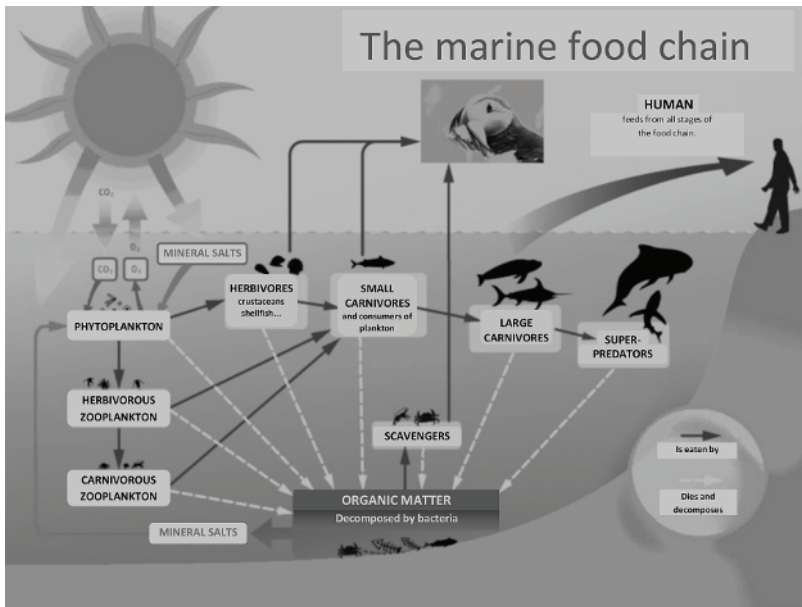 The marine food chain
HUMAN
feeds from all stages of
the food chain.
CO₂
O₂
CO₂
O₂
MINERAL SALTS
HERBIVORES
crustaceans
shellfish...
SMALL
CARNIVORES
and consumers of
plankton
LARGE
CARNIVORES
SUPER-
PREDATORS
PHYTOPLANKTON
HERBIVOROUS
ZOOPLANKTON
CARNIVOROUS
ZOOPLANKTON
SCAVENGERS
ORGANIC MATTER
Decomposed by bacteria
MINERAL SALTS
Is eaten by
Dies and
decomposes